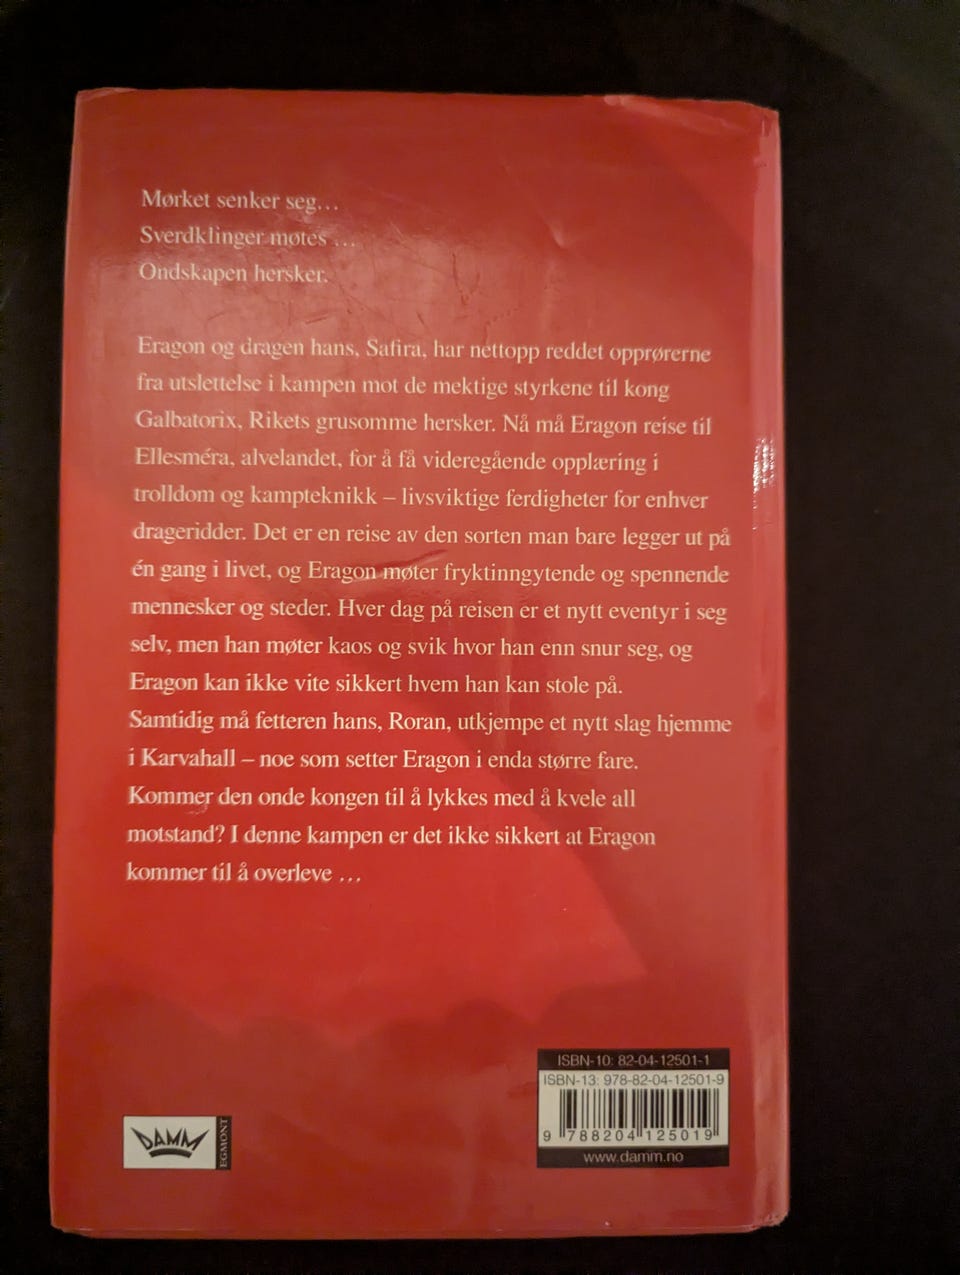 Mørket senker seg…
Sverdklinger møtes …
Ondskapen hersker.
Eragon og dragen hans, Safira, har nettopp reddet opprørerne
fra utslettelse i kampen mot de mektige styrkene til kong
Galbatorix, Rikets grusomme hersker. Nå må Eragon reise til
Ellesméra, alvelandet, for å få videregående opplæring i
trolldom og kampteknikk – livsviktige ferdigheter for enhver
drageridder. Det er en reise av den sorten man bare legger ut på
én gang i livet, og Eragon møter fryktinngytende og spennende
mennesker og steder. Hver dag på reisen er et nytt eventyr i seg
selv, men han møter kaos og svik hvor han enn snur seg, og
Eragon kan ikke vite sikkert hvem han kan stole på.
Samtidig må fetteren hans, Roran, utkjempe et nytt slag hjemme
i Karvahall – noe som setter Eragon i enda større fare.
Kommer den onde kongen til å lykkes med å kvele all
motstand? I denne kampen er det ikke sikkert at Eragon
kommer til å overleve …
ISBN-10: 82-04-12501-1
ISBN-13: 978-82-04-12501-9
9 788204 125019
www.damm.no
DAMM
EGMONT